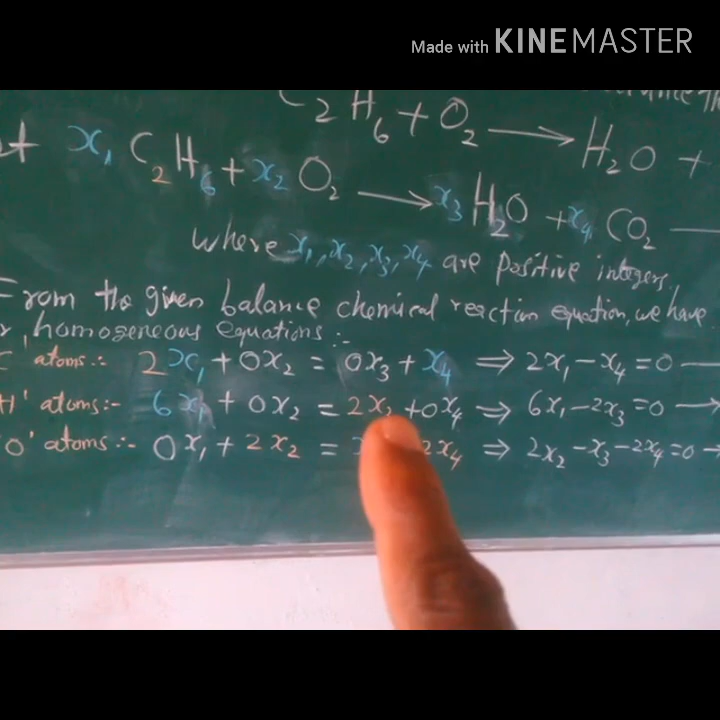 Made with KINEMASTER
C2H6 + O2 → H2O +
x1 C2H6 + x2 O2 → x3 H2O + x4 CO2 —
where x1, x2, x3, x4 are positive integers.
From the given balance chemical reaction equation, we have
homogeneous equations :-
C' atoms:- 2x1 + 0x2 = 0x3 + x4 ⇒ 2x1 - x4 = 0 —
H' atoms:- 6x1 + 0x2 = 2x3 + 0x4 ⇒ 6x1 - 2x3 = 0 →
'O' atoms:- 0x1 + 2x2 = 2x4 ⇒ 2x2 - x3 - 2x4 = 0 →